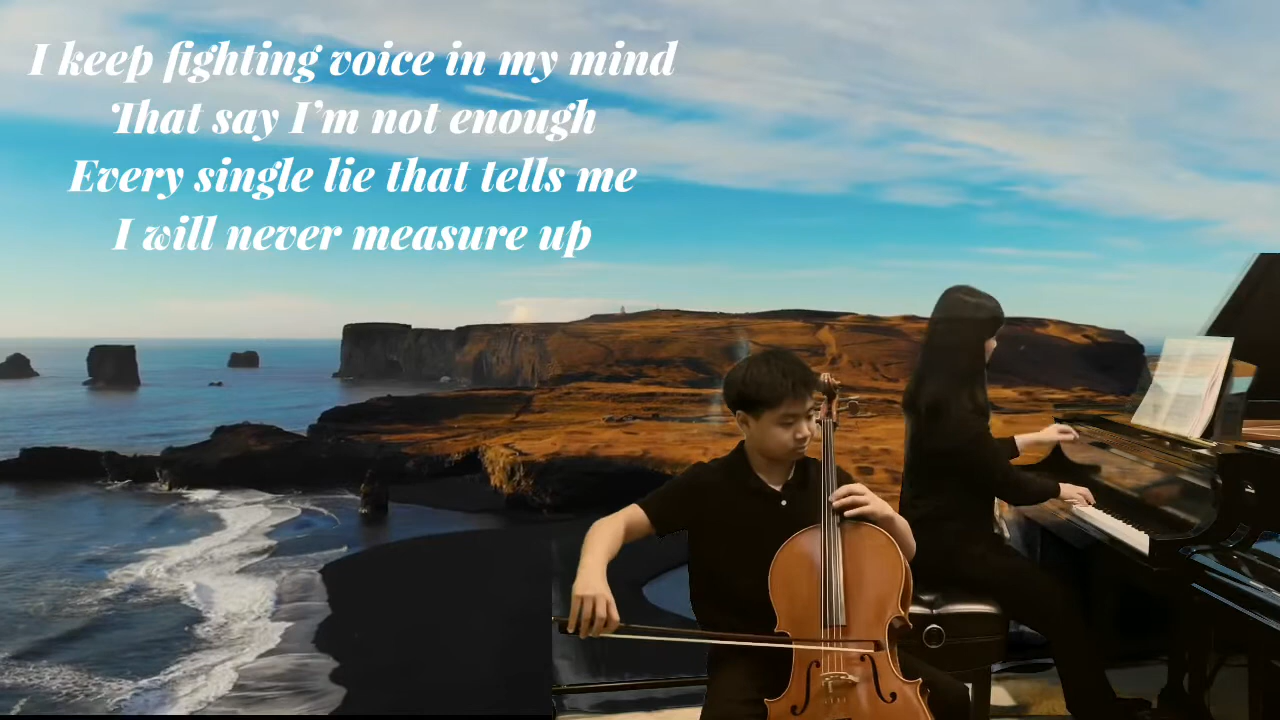 I keep fighting voice in my mind
That say I’m not enough
Every single lie that tells me
I will never measure up